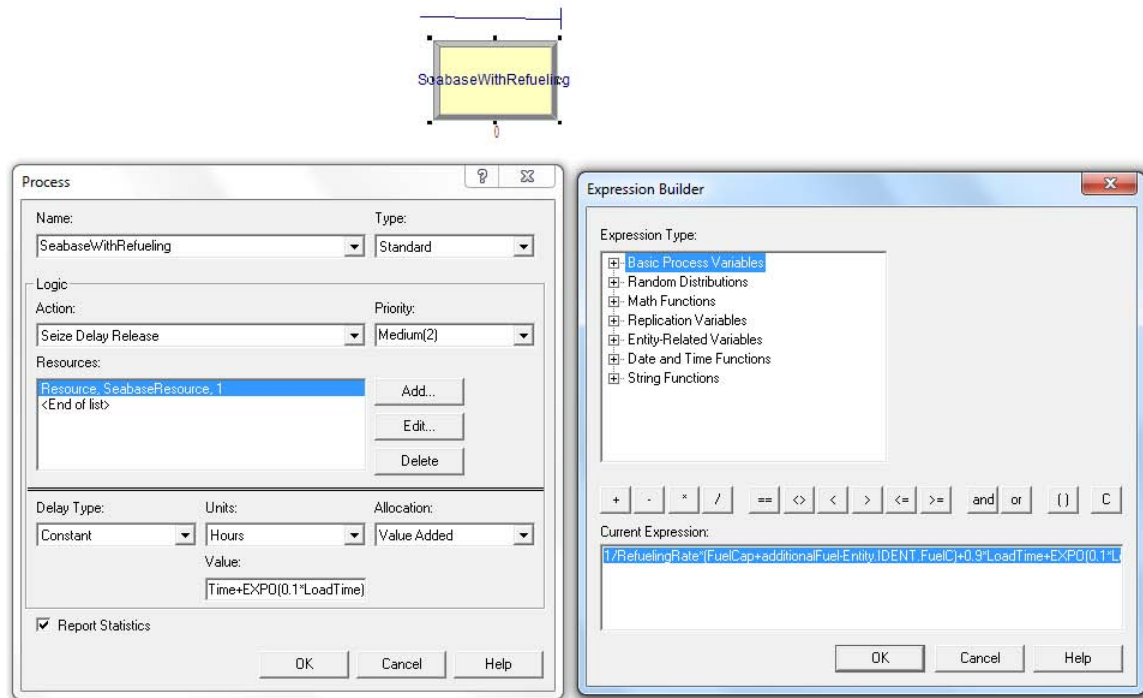 SeabaseWithRefueling
0
Process
Name:
Type:
SeabaseWithRefueling
Standard
Logic
Action:
Priority:
Seize Delay Release
Medium(2)
Resources:
Resource, SeabaseResource, 1
<End of list>
Add...
Edit...
Delete
Delay Type:
Units:
Allocation:
Constant
Hours
Value Added
Value:
Time+EXPO(0.1*LoadTime)
Report Statistics
OK
Cancel
Help
Expression Builder
Expression Type:
Basic Process Variables
Random Distributions
Math Functions
Replication Variables
Entity-Related Variables
Date and Time Functions
String Functions
+ - * / == <> < > <= >= and or ( ) C
Current Expression:
1/RefuelingRate*(FuelCap+additionalFuel-Entity.IDENT.FuelC)+0.9*LoadTime+EXPO(0.1*L
OK
Cancel
Help